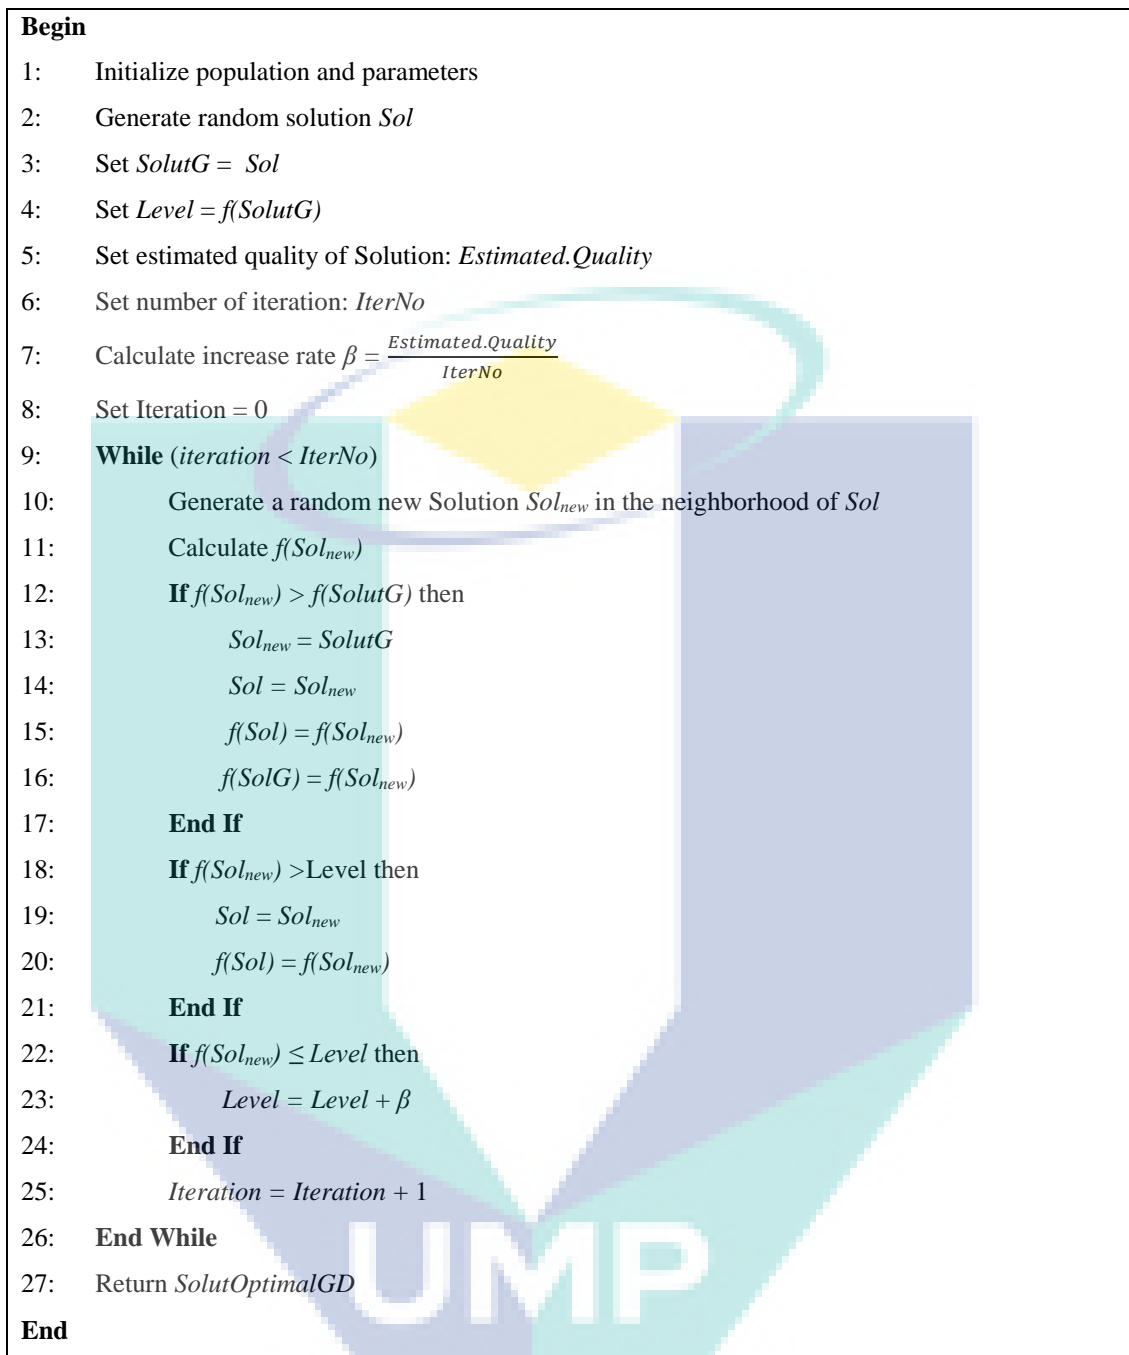 Begin
1: Initialize population and parameters
2: Generate random solution Sol
3: Set SolutG = Sol
4: Set Level = f(SolutG)
5: Set estimated quality of Solution: Estimated.Quality
6: Set number of iteration: IterNo
7: Calculate increase rate β = Estimated.Quality / IterNo
8: Set Iteration = 0
9: While (iteration < IterNo)
10: Generate a random new Solution Solnew in the neighborhood of Sol
11: Calculate f(Solnew)
12: If f(Solnew) > f(SolutG) then
13: Solnew = SolutG
14: Sol = Solnew
15: f(Sol) = f(Solnew)
16: f(SolG) = f(Solnew)
17: End If
18: If f(Solnew) >Level then
19: Sol = Solnew
20: f(Sol) = f(Solnew)
21: End If
22: If f(Solnew) ≤ Level then
23: Level = Level + β
24: End If
25: Iteration = Iteration + 1
26: End While
27: Return SolutOptimalGD
End
UMP